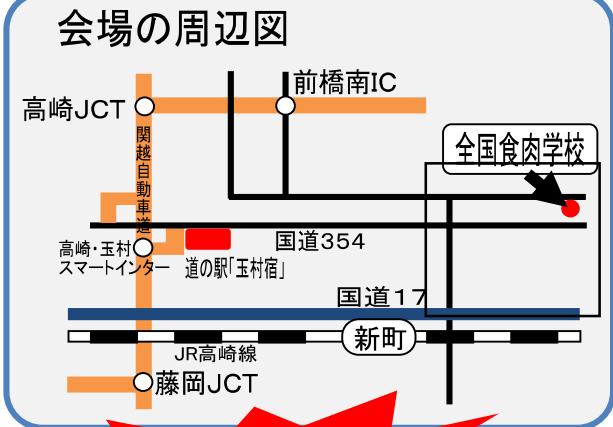 会場の周辺図
前橋南IC
高崎JCT
関越自動車道
全国食肉学校
国道354
高崎・玉村
スマートインター
道の駅「玉村宿」
国道17
新町
JR高崎線
藤岡JCT